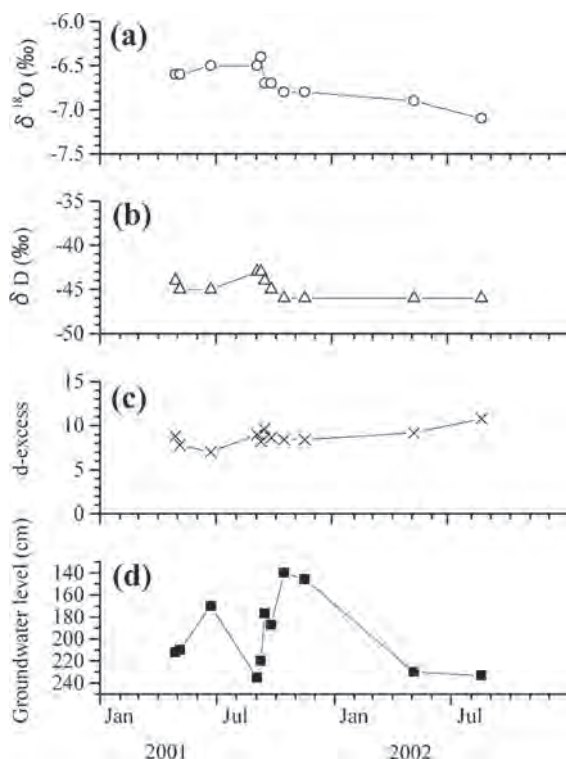 -6.0
(a)
-6.5
-7.0
-7.5
δ ¹⁸O (‰)
-35
(b)
-40
-45
-50
δ D (‰)
15
(c)
10
5
0
d-excess
(d)
140
160
180
200
220
240
Groundwater level (cm)
Jan Jul Jan Jul
2001 2002